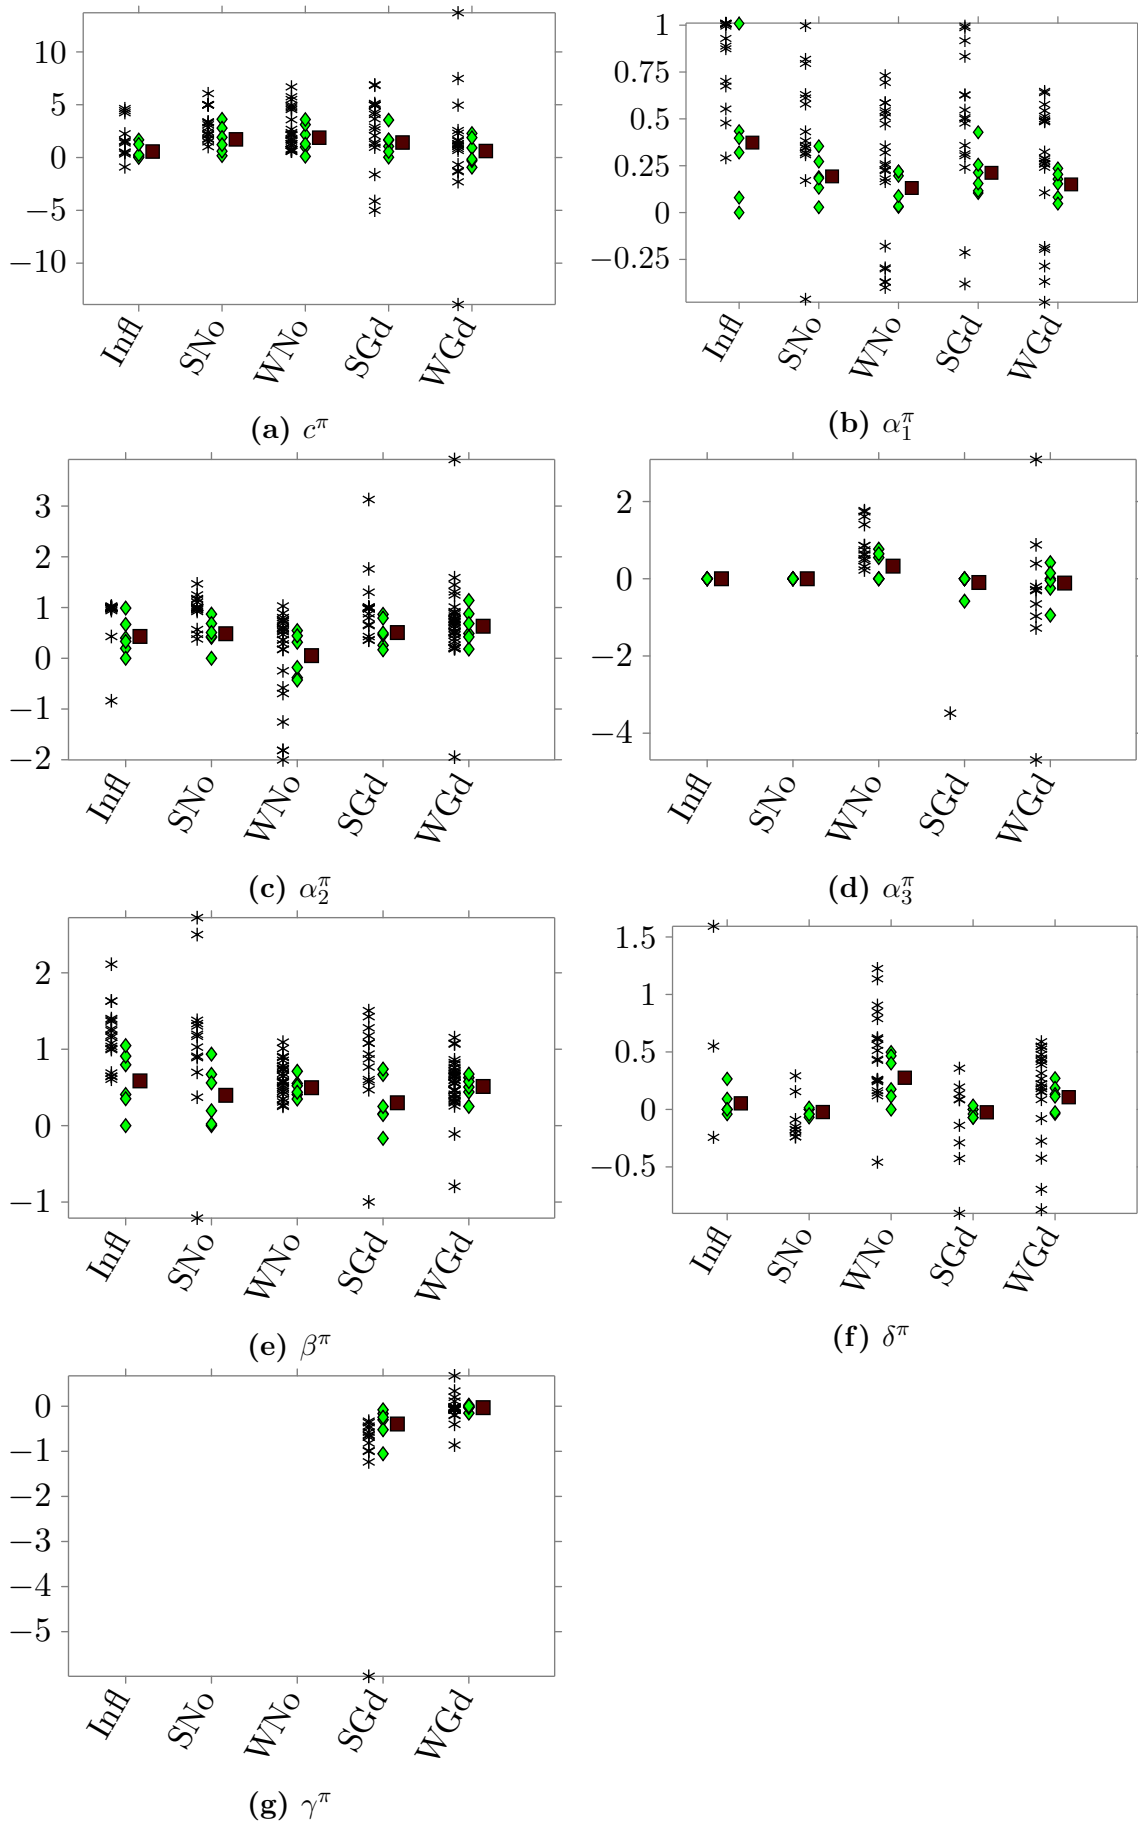 10
5
0
−5
−10
Infl
SNo
WNo
SGd
WGd
(a) c^π
1
0.75
0.5
0.25
0
−0.25
Infl
SNo
WNo
SGd
WGd
(b) α₁^π
3
2
1
0
−1
−2
Infl
SNo
WNo
SGd
WGd
(c) α₂^π
2
0
−2
−4
Infl
SNo
WNo
SGd
WGd
(d) α₃^π
2
1
0
−1
Infl
SNo
WNo
SGd
WGd
(e) β^π
1.5
1
0.5
0
−0.5
Infl
SNo
WNo
SGd
WGd
(f) δ^π
0
−1
−2
−3
−4
−5
Infl
SNo
WNo
SGd
WGd
(g) γ^π